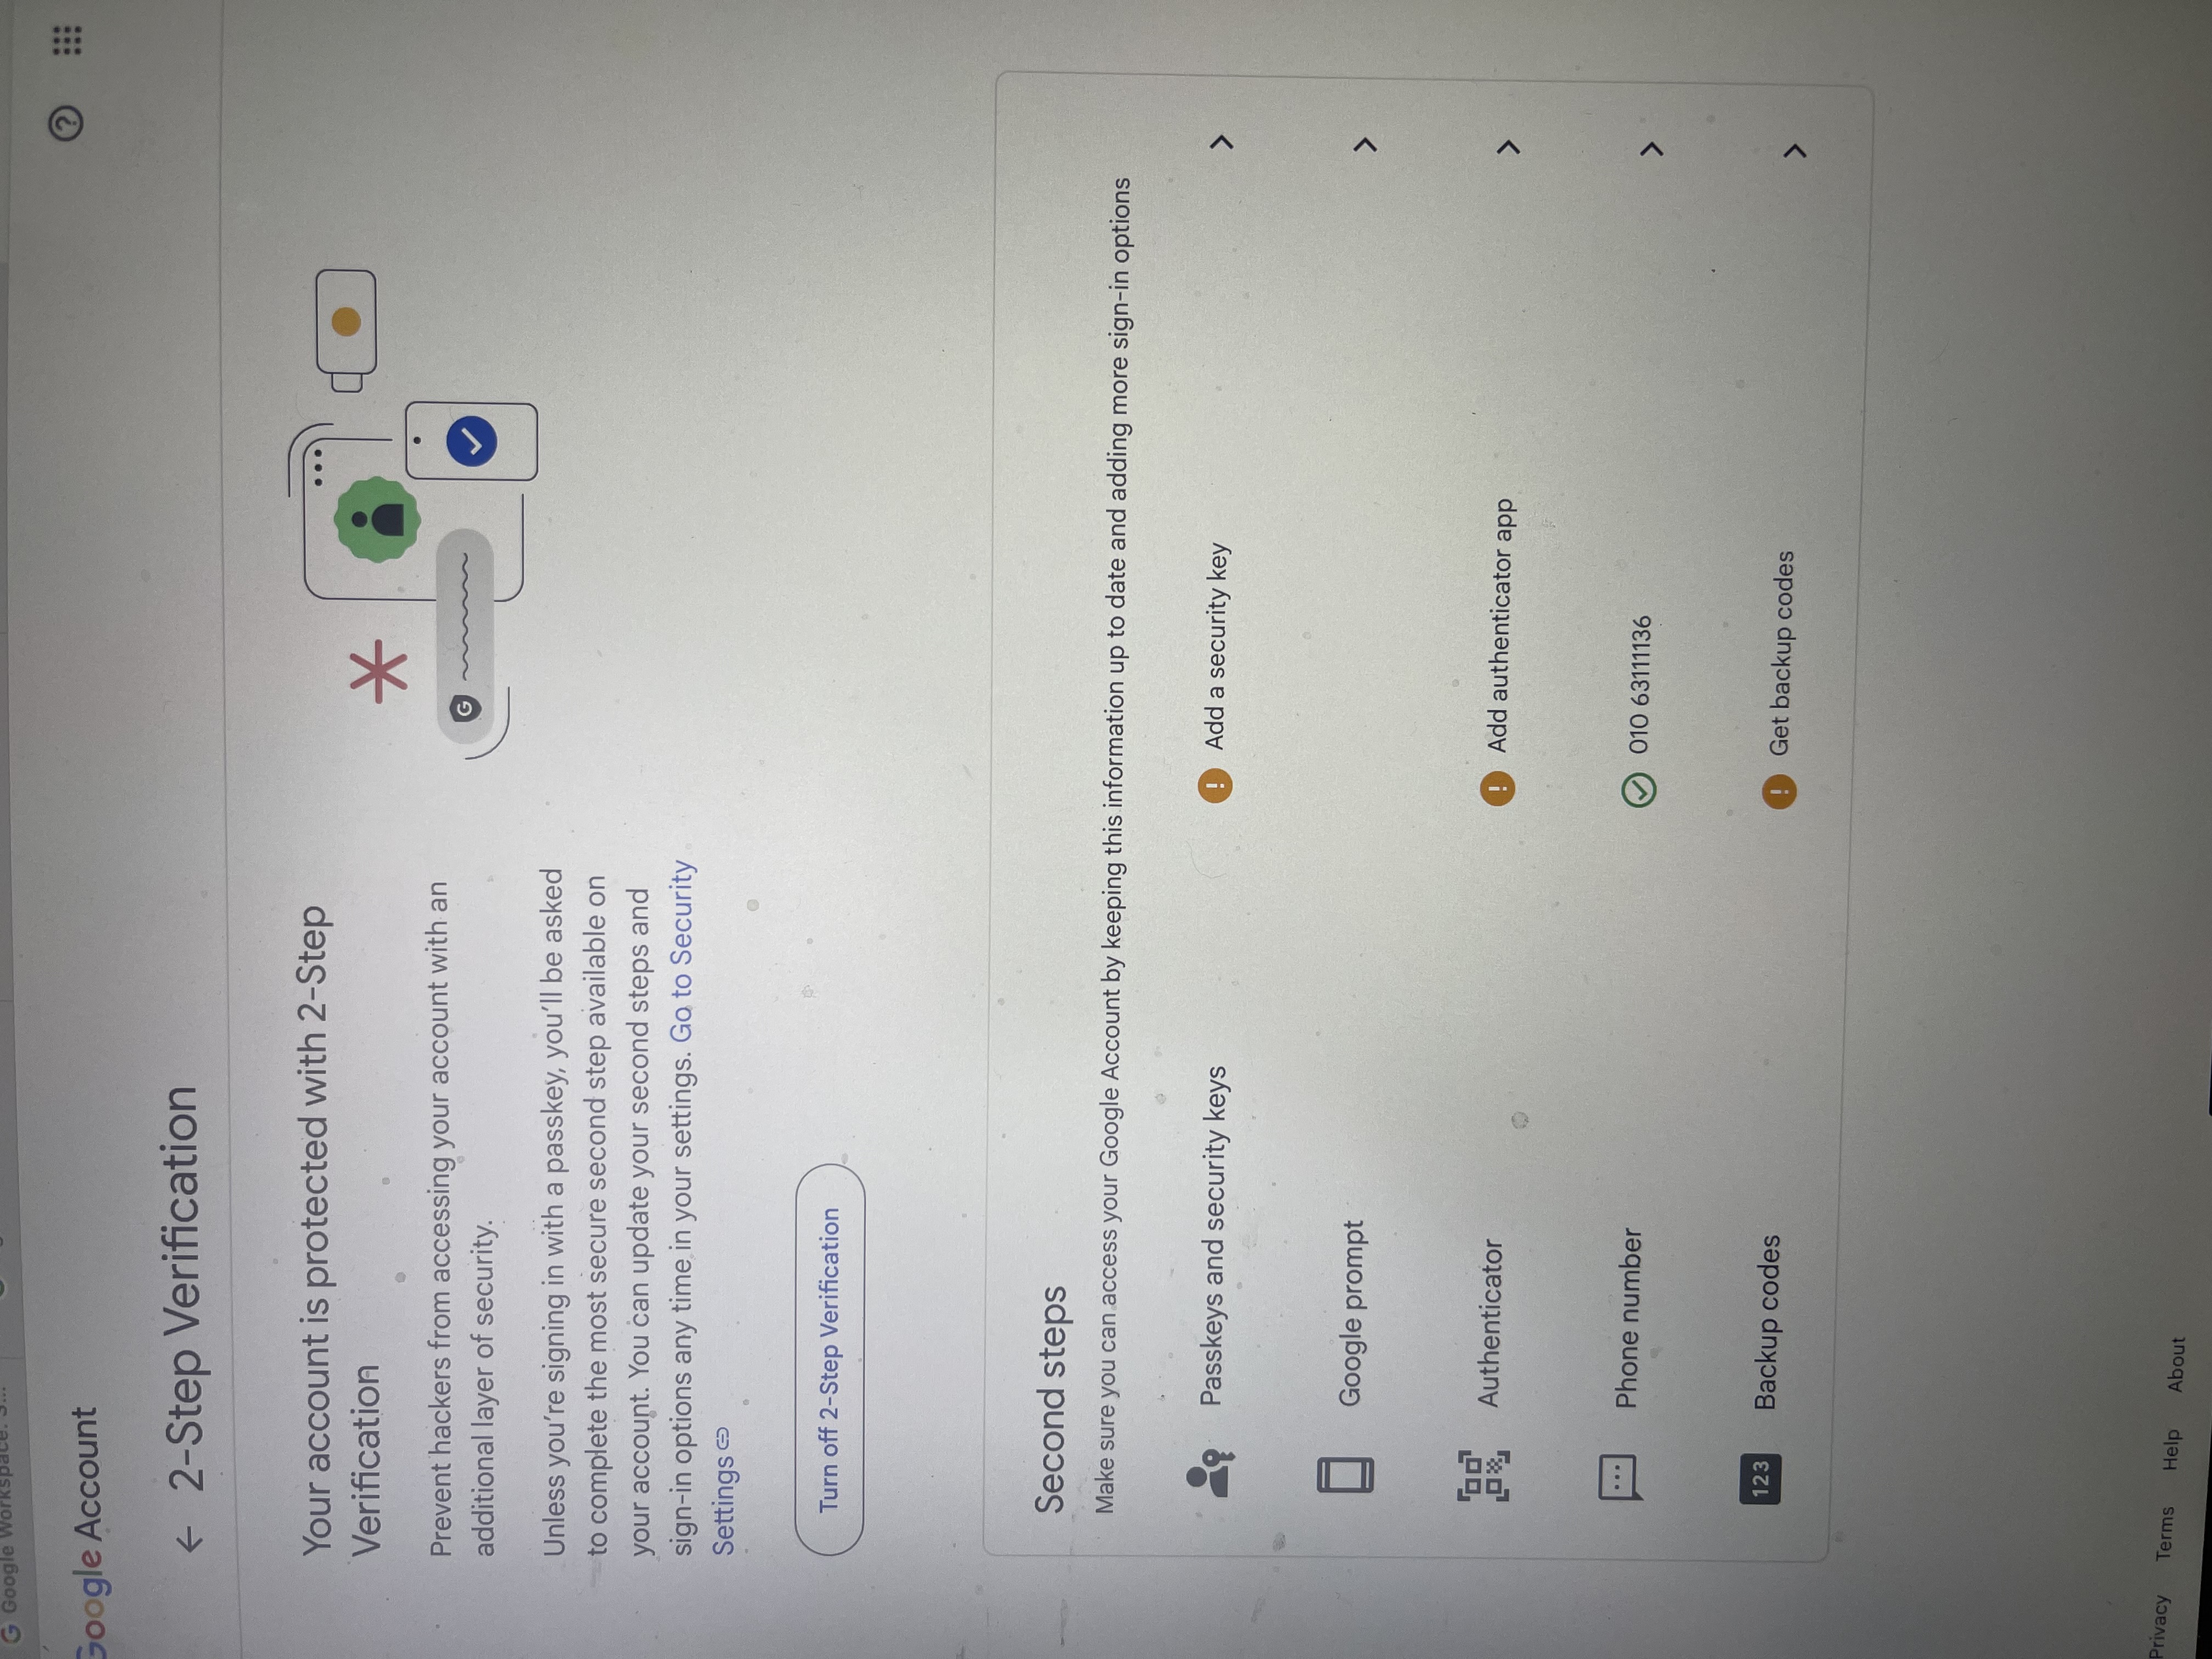 Google Workspace: S...
Google Account
2-Step Verification
Your account is protected with 2-Step
Verification
Prevent hackers from accessing your account with an
additional layer of security.
Unless you’re signing in with a passkey, you’ll be asked
to complete the most secure second step available on
your account. You can update your second steps and
sign-in options any time in your settings. Go to Security
Settings
Turn off 2-Step Verification
Second steps
Make sure you can access your Google Account by keeping this information up to date and adding more sign-in options
Passkeys and security keys
Add a security key
Google prompt
Authenticator
Add authenticator app
Phone number
010 63111136
123
Backup codes
Get backup codes
Privacy Terms Help About